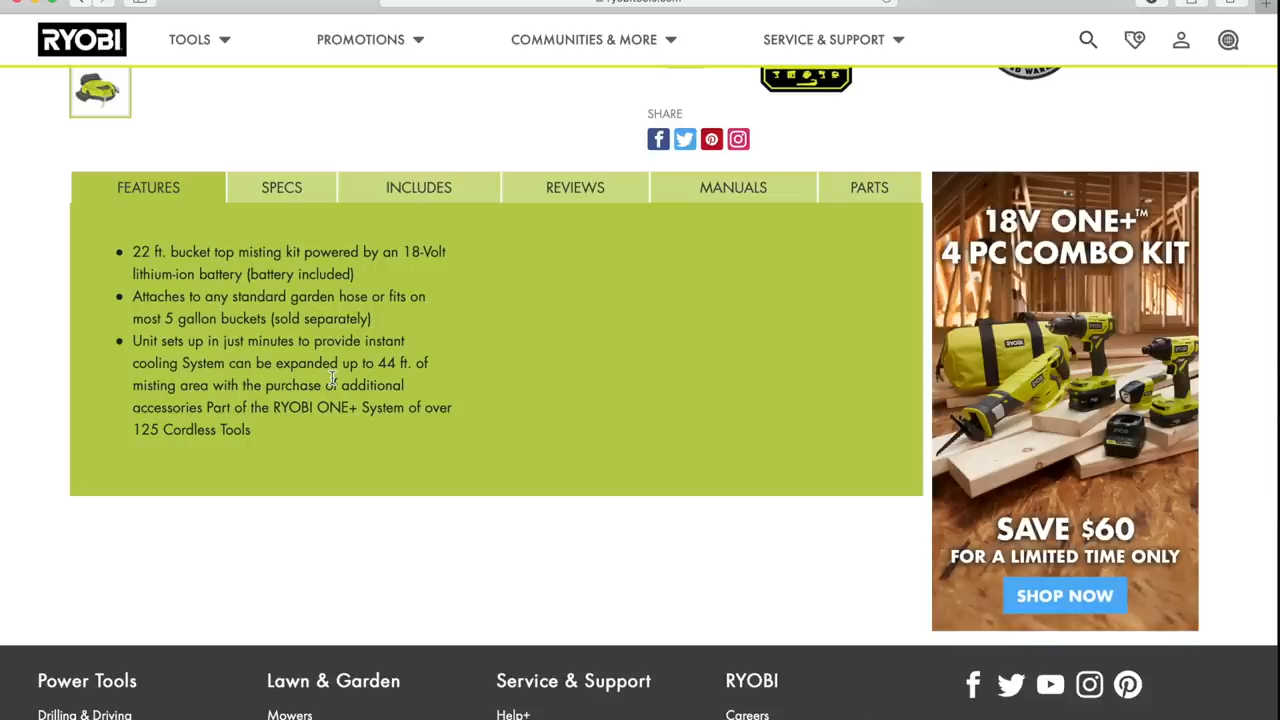 RYOBI
TOOLS
PROMOTIONS
COMMUNITIES & MORE
SERVICE & SUPPORT
SHARE
FEATURES
SPECS
INCLUDES
REVIEWS
MANUALS
PARTS
22 ft. bucket top misting kit powered by an 18-Volt
lithium-ion battery (battery included)
Attaches to any standard garden hose or fits on
most 5 gallon buckets (sold separately)
Unit sets up in just minutes to provide instant
cooling System can be expanded up to 44 ft. of
misting area with the purchase of additional
accessories Part of the RYOBI ONE+ System of over
125 Cordless Tools
18V ONE+™
4 PC COMBO KIT
SAVE $60
FOR A LIMITED TIME ONLY
SHOP NOW
Power Tools
Lawn & Garden
Service & Support
RYOBI
Drilling & Driving
Mowers
Help+
Careers